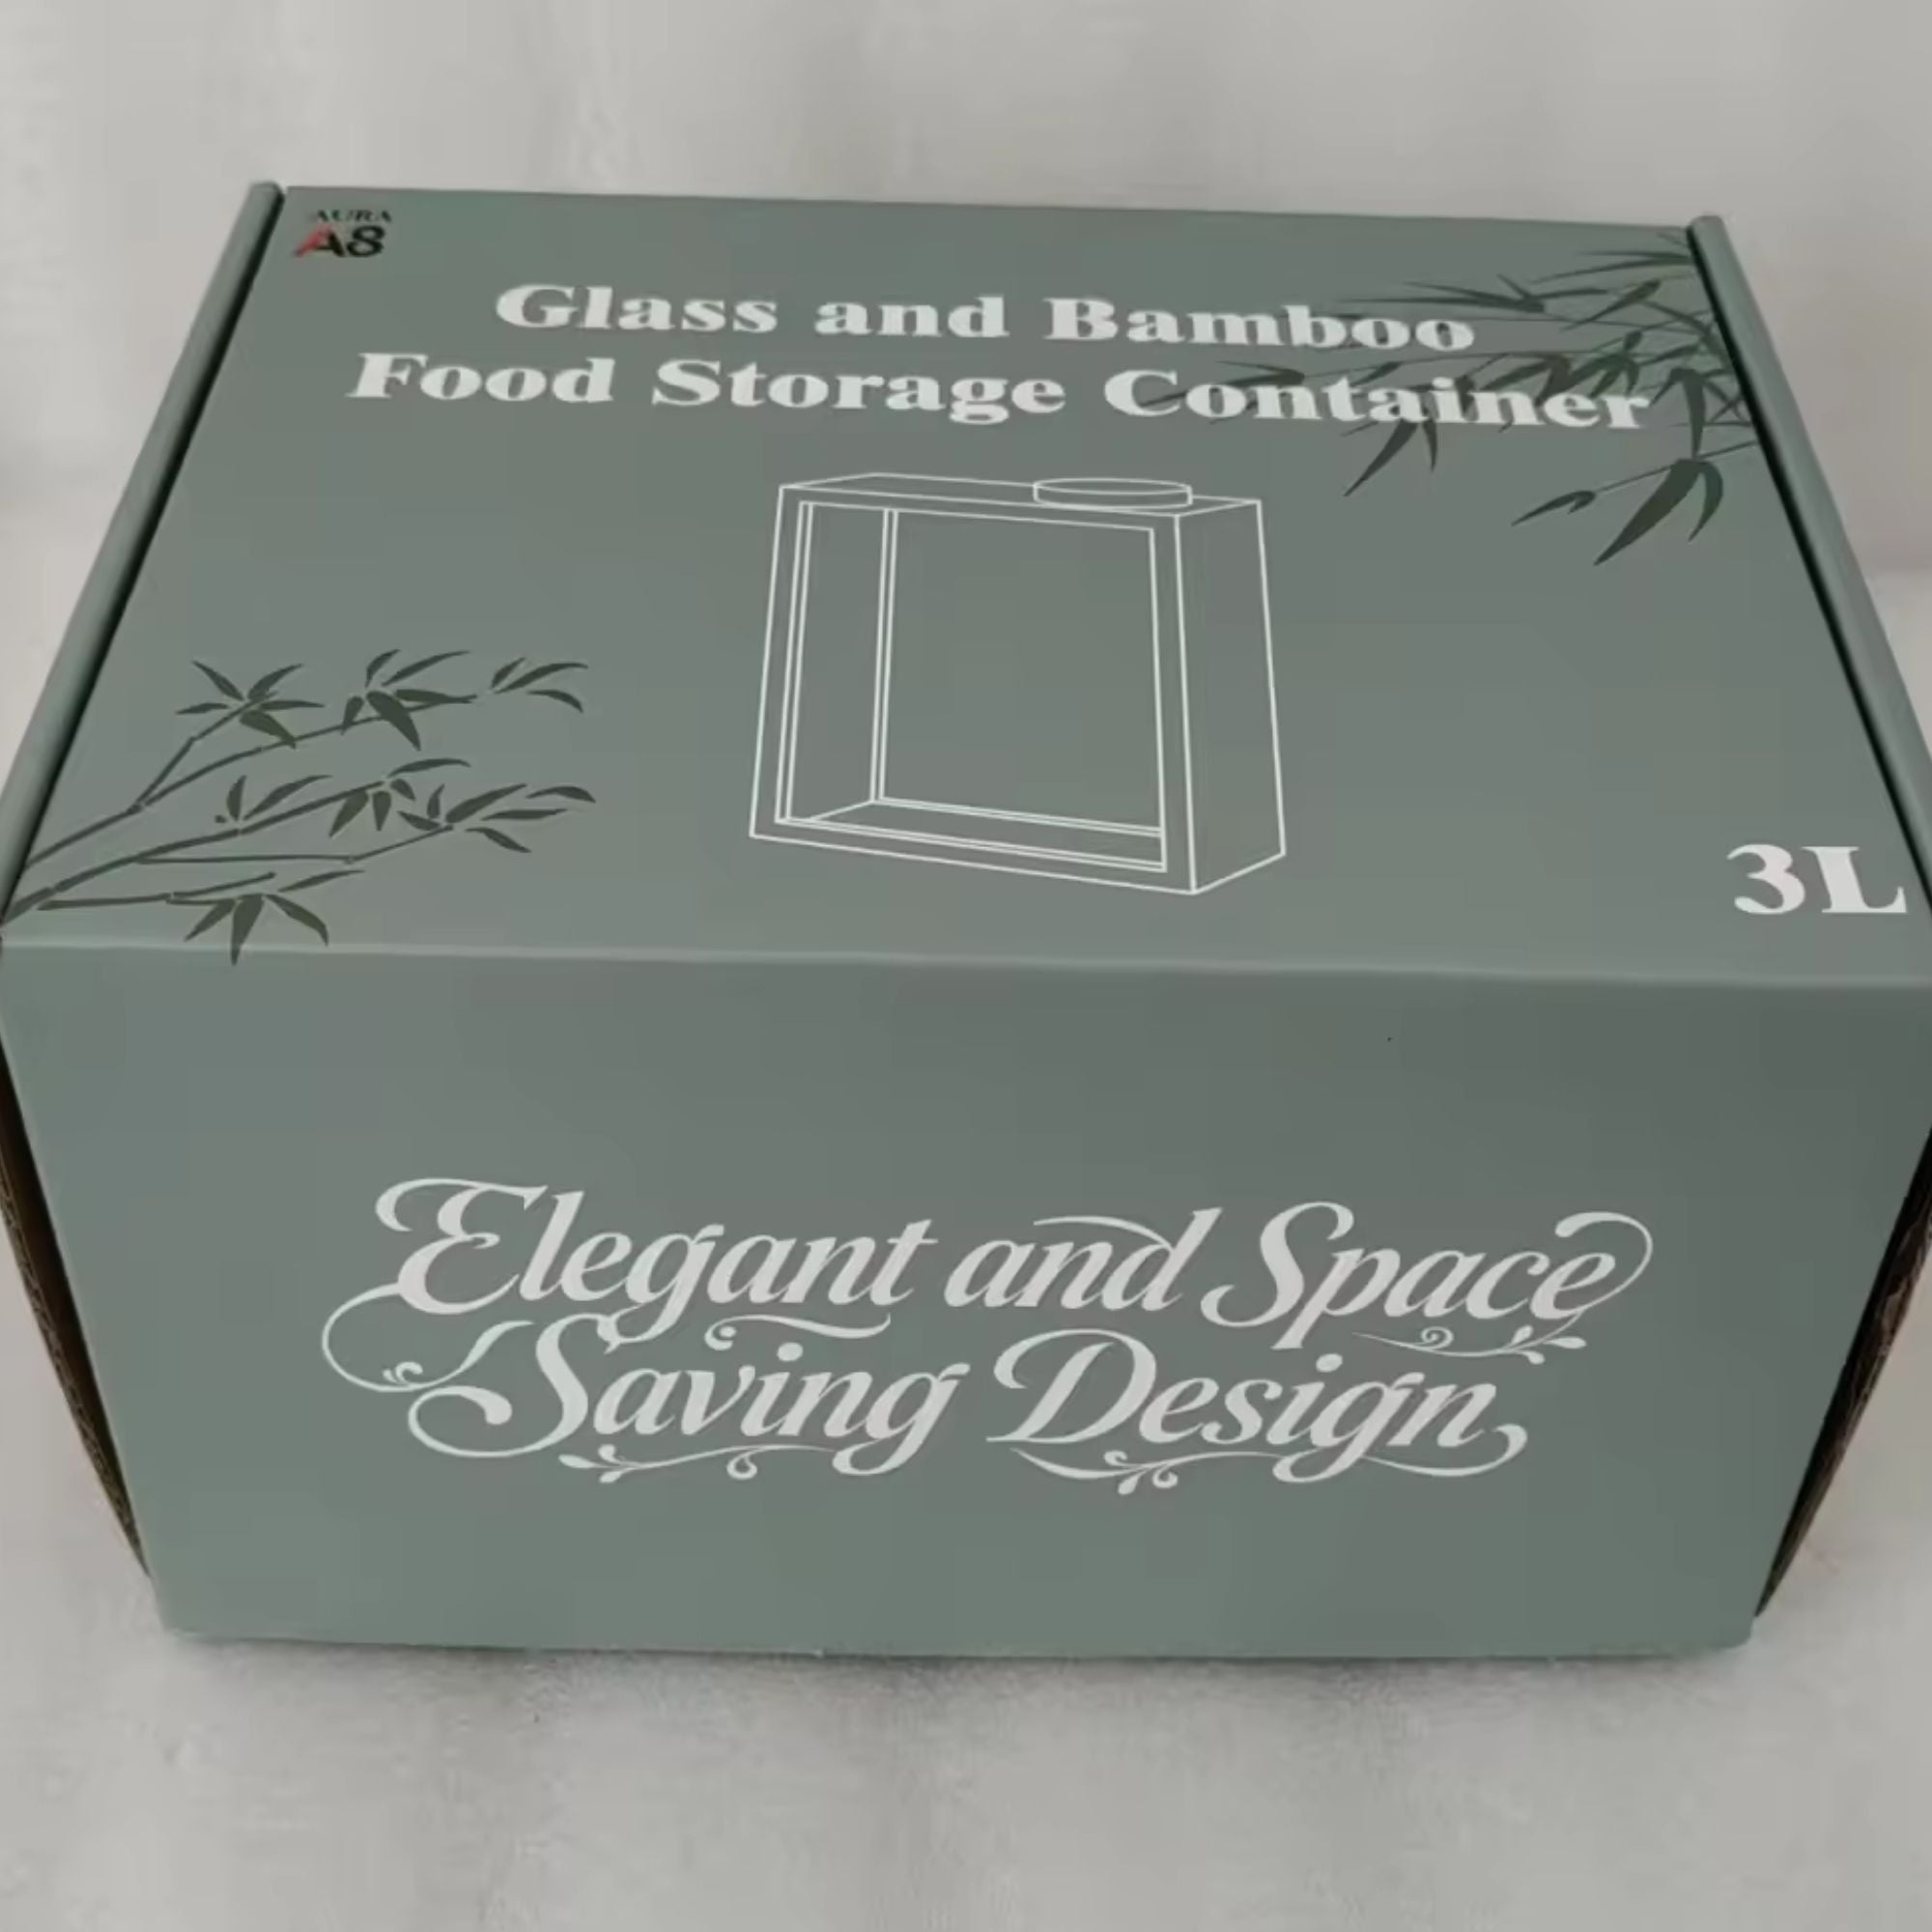 AURA
A8
Glass and Bamboo
Food Storage Container
3L
Elegant and Space
Saving Design